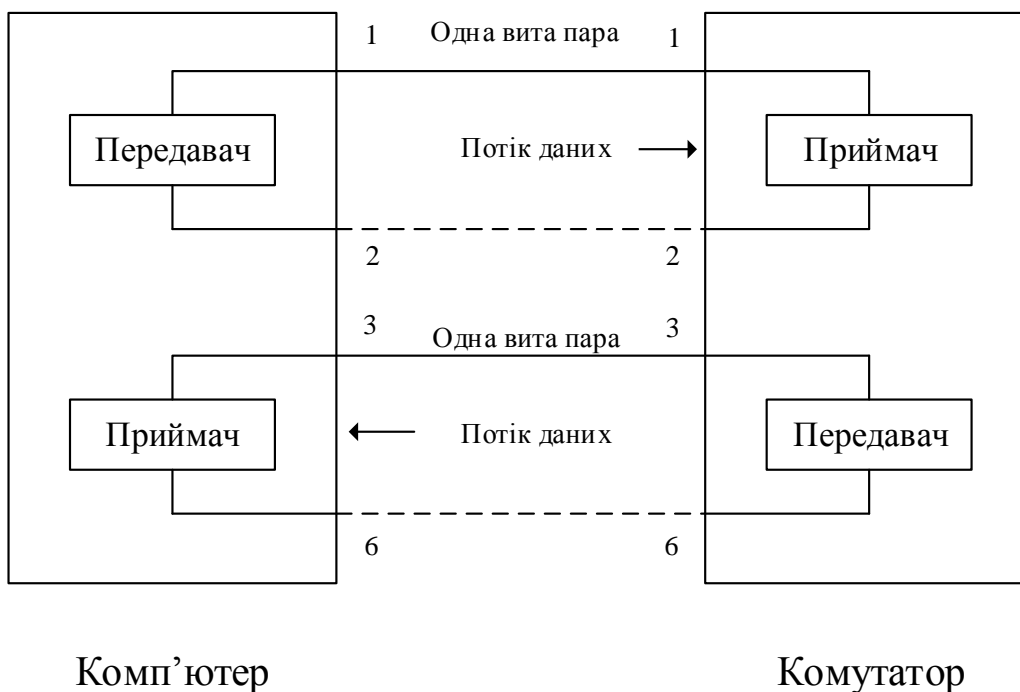 1 Одна вита пара 1
Передавач Потік даних Приймач
2 2
3 Одна вита пара 3
Приймач Потік даних Передавач
6 6
Комп’ютер Комутатор